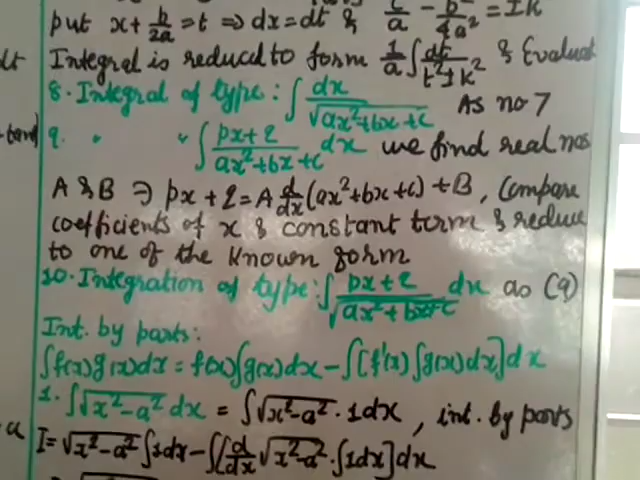 put x + b/2a = t ⇒ dx = dt & c/a - b²/4a² = ±k
dt Integral is reduced to form 1/a ∫ dt/t²±k² & Evaluat
8. Integral of type: ∫ dx/√ax²+bx+c As no 7
9. " " ∫ px+q/ax²+bx+c dx we find real nos
A & B ∋ px + q = A d/dx (ax²+bx+c) + B, Compare
coefficients of x & constant term & reduce
to one of the known form
10. Integration of type: ∫ px+q/√ax²+bx+c dx as (9)
Int. by parts:
∫f(x)g(x)dx = f(x)∫g(x)dx - ∫[f'(x)∫g(x)dx]dx
1. ∫√x²-a² dx = ∫√x²-a² · 1dx, int. by parts
I = √x²-a² ∫1dx - ∫[d/dx √x²-a² · ∫1dx]dx